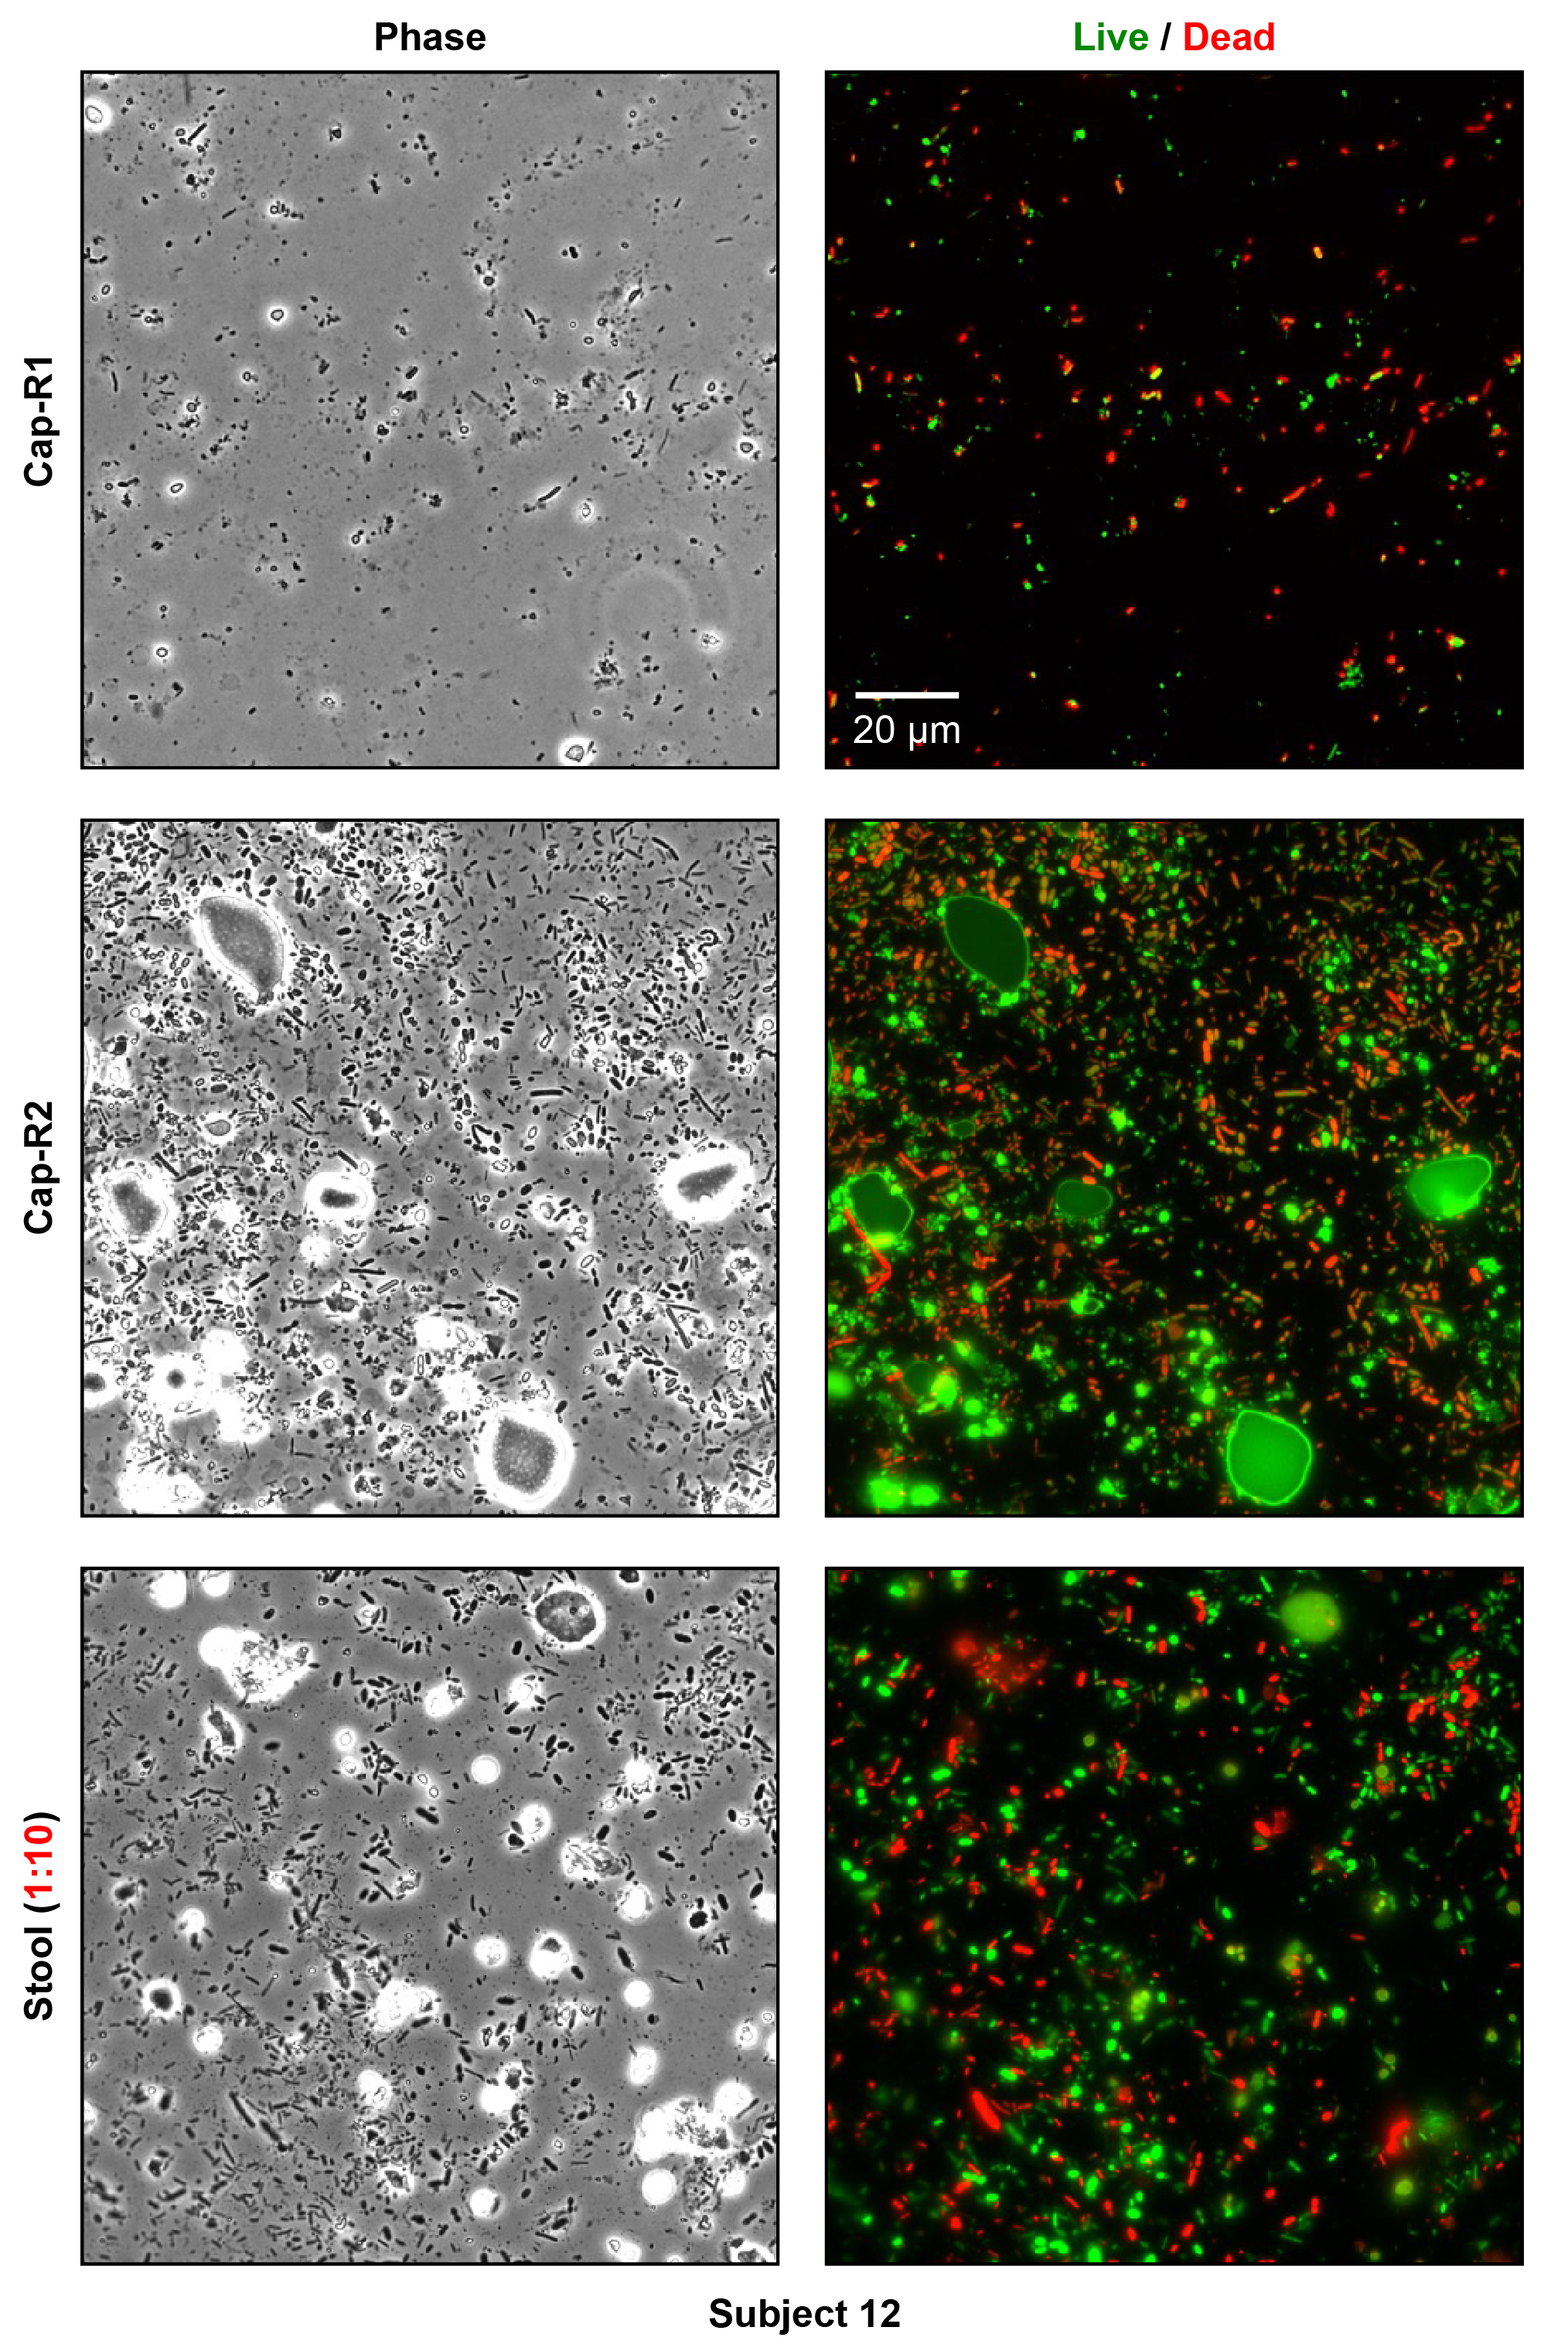 Phase
Live / Dead
Cap-R1
20 µm
Cap-R2
Stool (1:10)
Subject 12